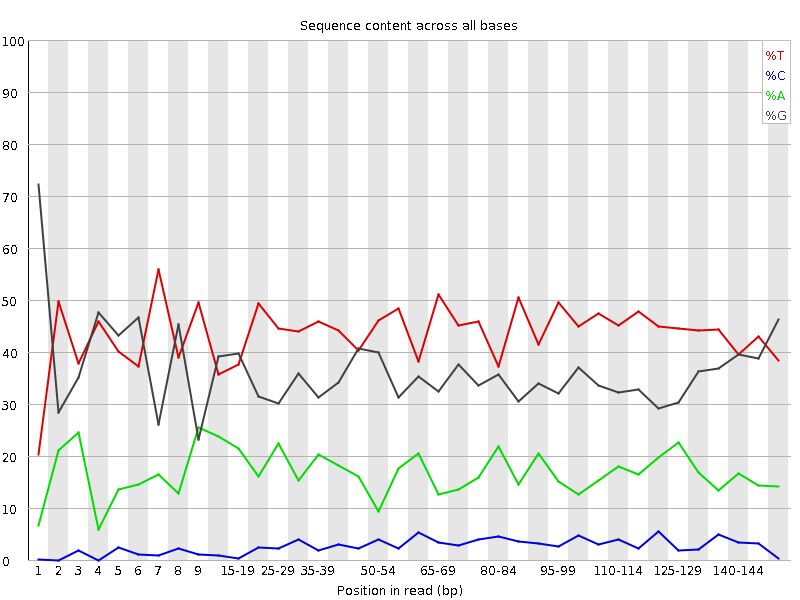 Sequence content across all bases
100
90
80
70
60
50
40
30
20
10
0
%T
%C
%A
%G
1 2 3 4 5 6 7 8 9 15-19 25-29 35-39 50-54 65-69 80-84 95-99 110-114 125-129 140-144
Position in read (bp)